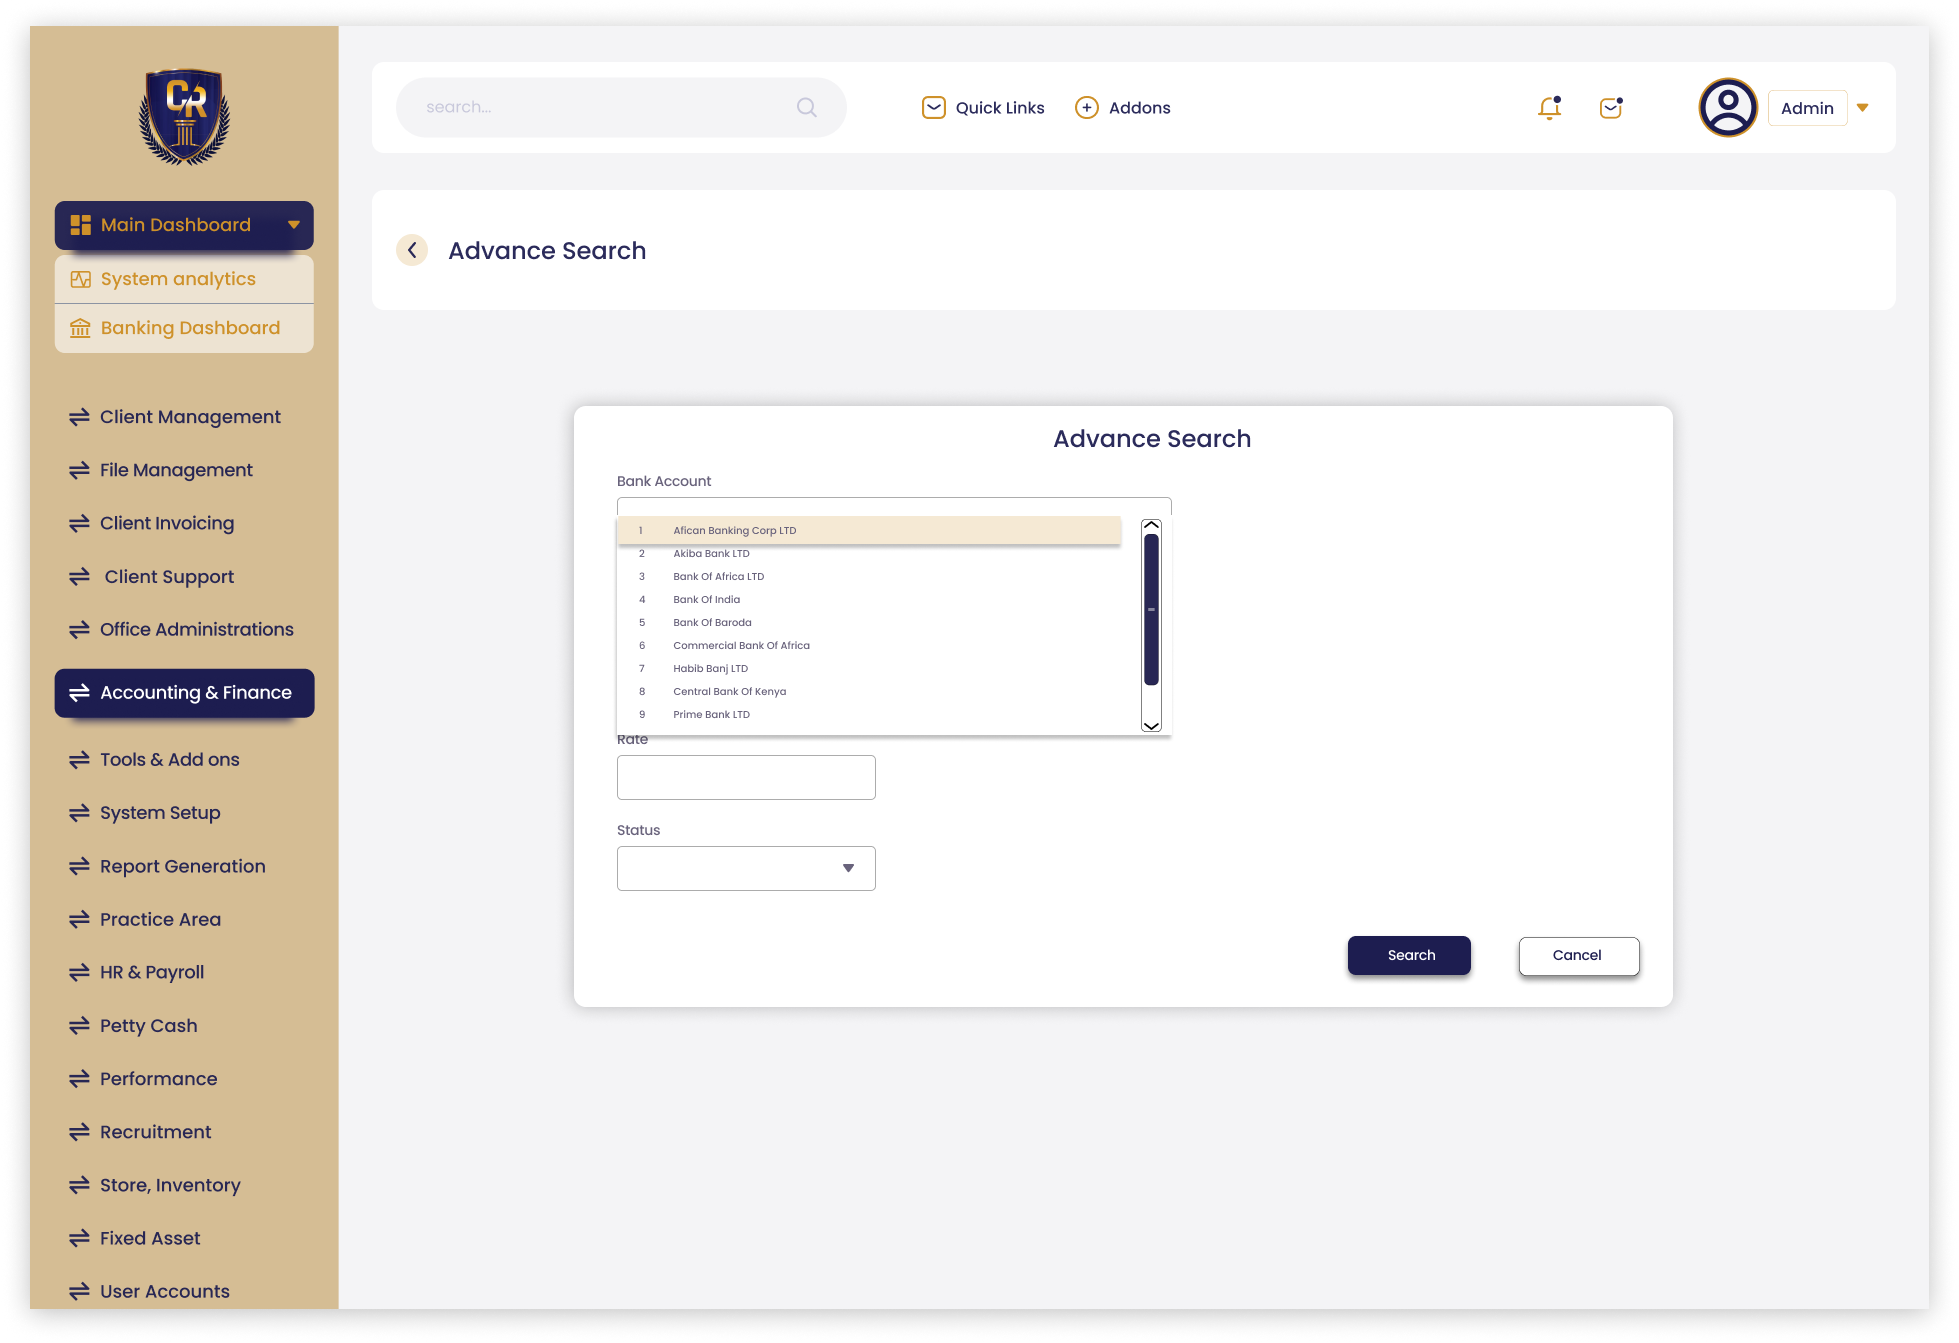 CR
search...
Quick Links
Addons
Admin
Main Dashboard
System analytics
Banking Dashboard
Client Management
File Management
Client Invoicing
Client Support
Office Administrations
Accounting & Finance
Tools & Add ons
System Setup
Report Generation
Practice Area
HR & Payroll
Petty Cash
Performance
Recruitment
Store, Inventory
Fixed Asset
User Accounts
Advance Search
Advance Search
Bank Account
1 Afican Banking Corp LTD
2 Akiba Bank LTD
3 Bank Of Africa LTD
4 Bank Of India
5 Bank Of Baroda
6 Commercial Bank Of Africa
7 Habib Banj LTD
8 Central Bank Of Kenya
9 Prime Bank LTD
Rate
Status
Search
Cancel